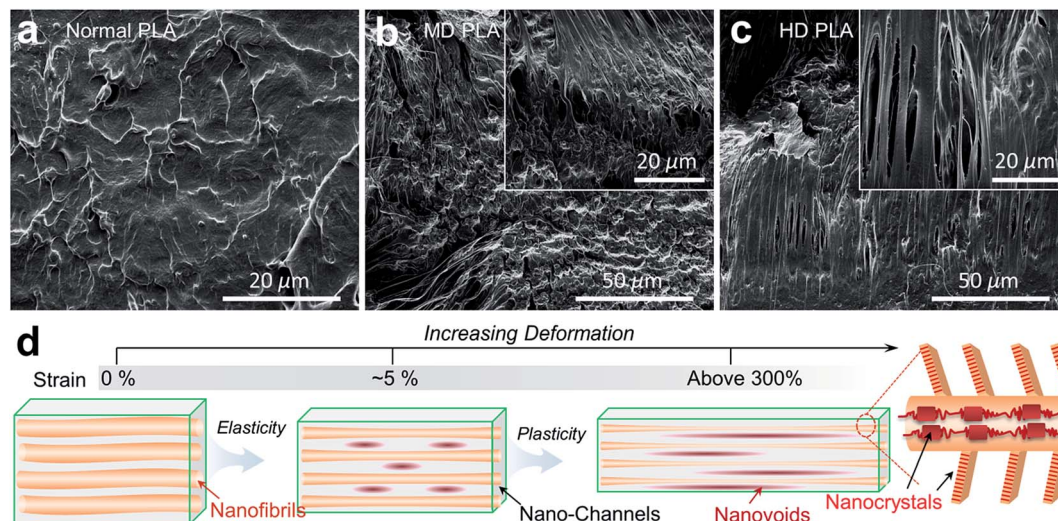 a Normal PLA
20 μm
b MD PLA
20 μm
50 μm
c HD PLA
20 μm
50 μm
d
Increasing Deformation
Strain 0 % ~5 % Above 300%
Elasticity
Plasticity
Nanofibrils
Nano-Channels
Nanovoids
Nanocrystals